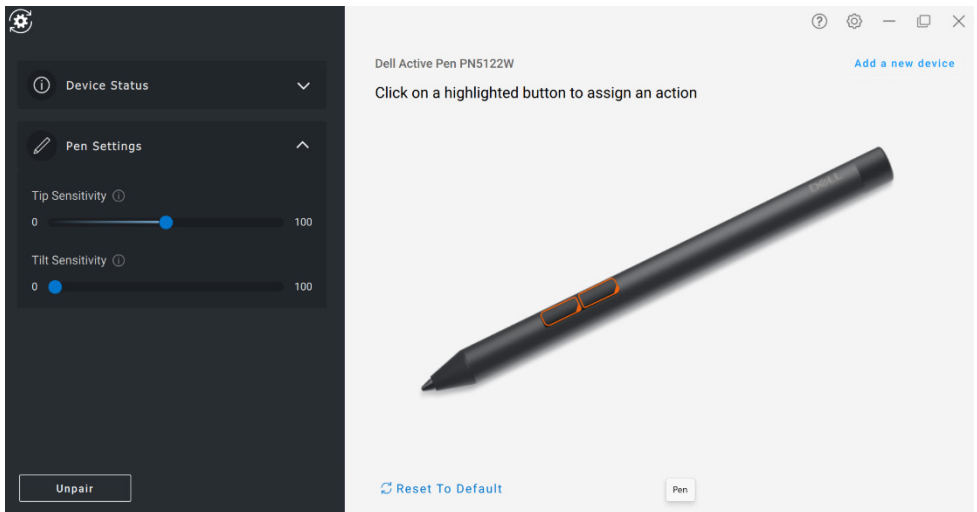 Device Status
Pen Settings
Tip Sensitivity
0 100
Tilt Sensitivity
0 100
Unpair
Dell Active Pen PN5122W
Add a new device
Click on a highlighted button to assign an action
DELL
Reset To Default
Pen